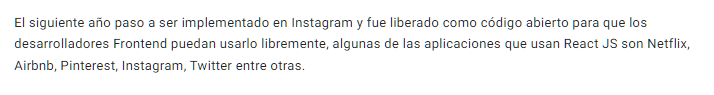 El siguiente año paso a ser implementado en Instagram y fue liberado como código abierto para que los
desarrolladores Frontend puedan usarlo libremente, algunas de las aplicaciones que usan React JS son Netflix,
Airbnb, Pinterest, Instagram, Twitter entre otras.